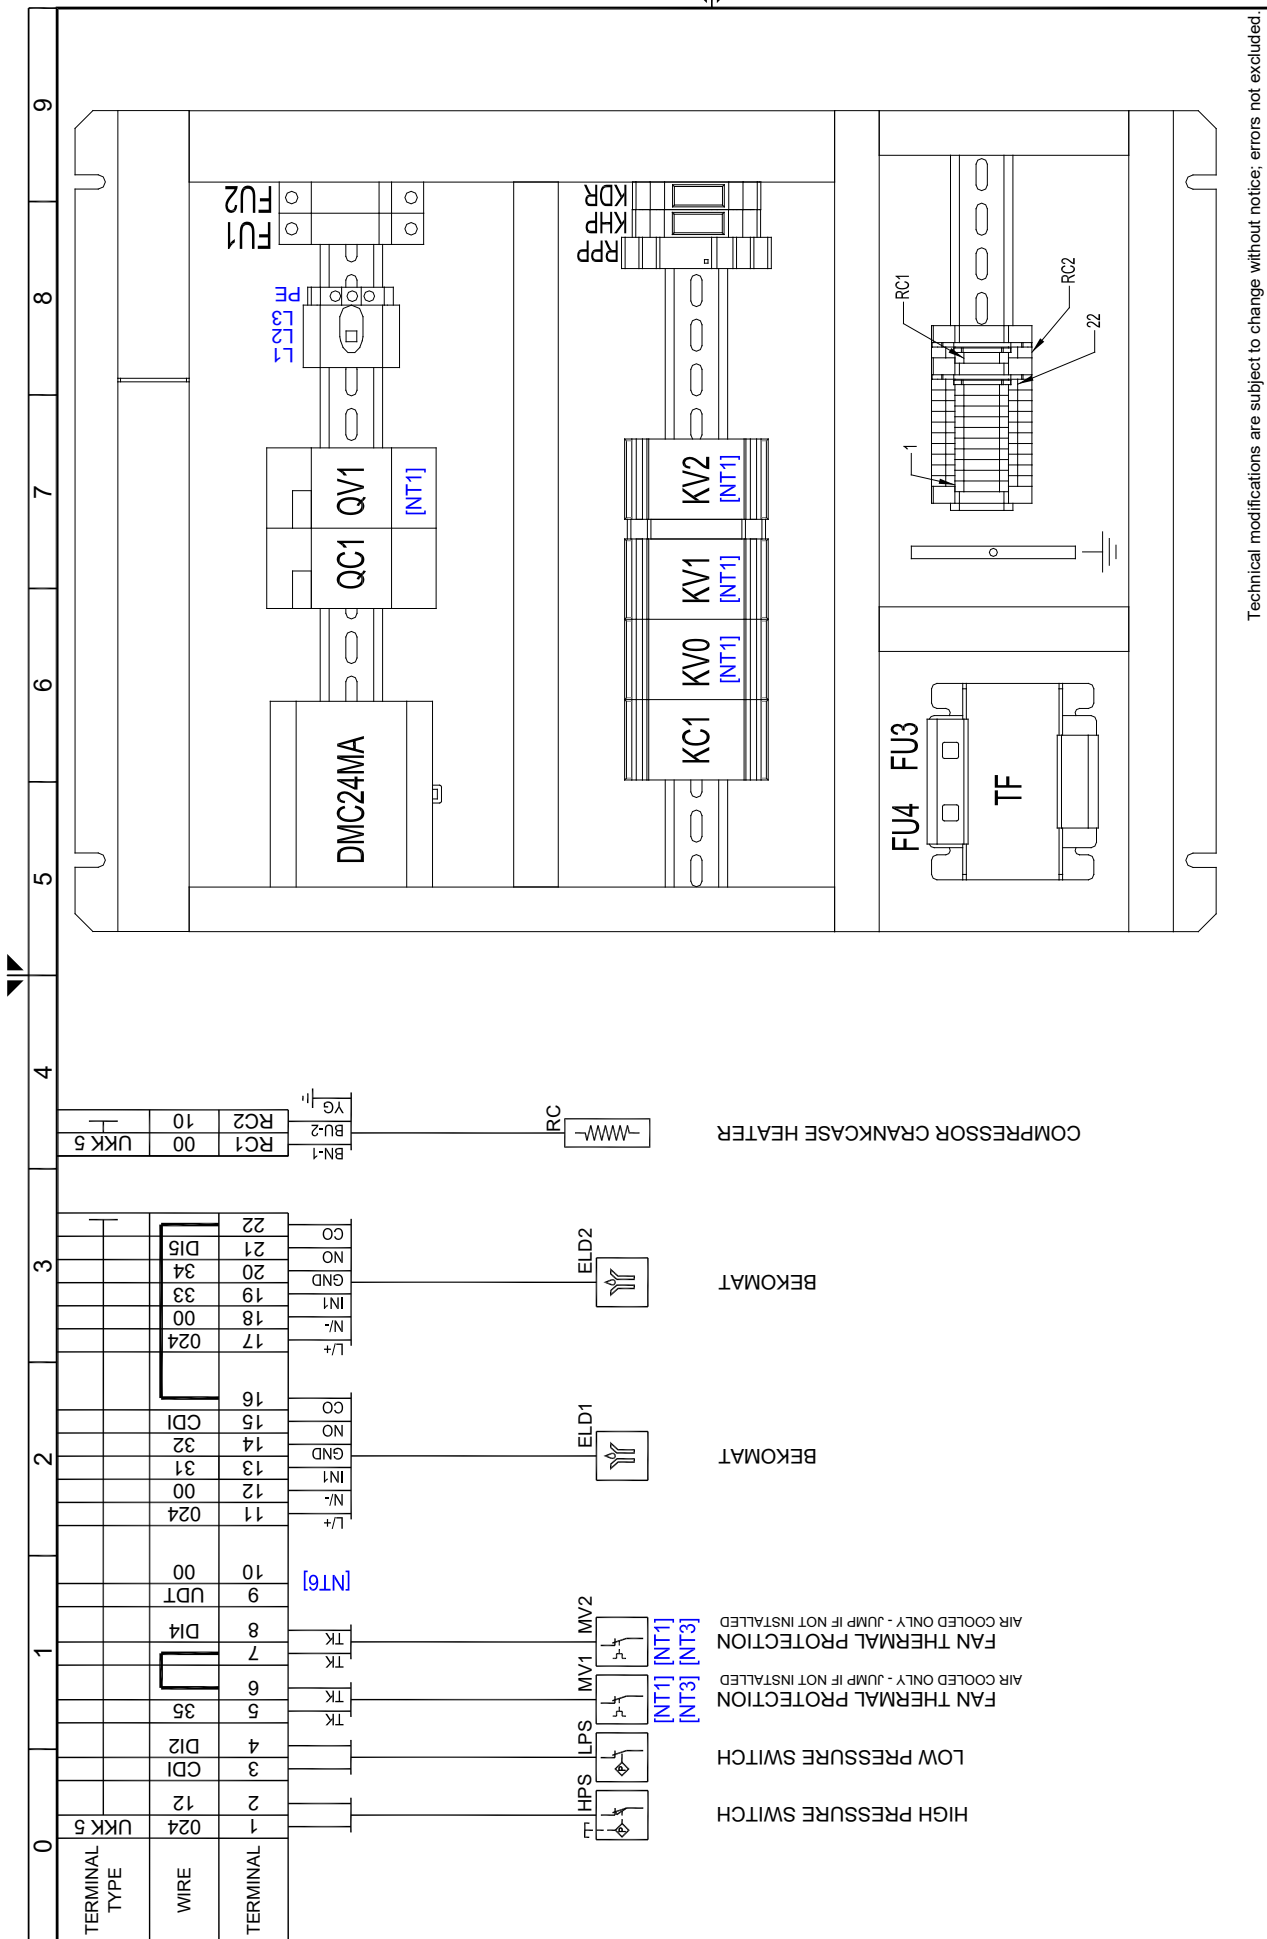 0
1
2
3
4
5
6
7
8
9
TERMINAL
TYPE
WIRE
TERMINAL
UKK 5
024
1
12
2
CDI
3
DI2
4
35
5
6
7
DI4
8
UDT
9
00
10
024
11
00
12
31
13
32
14
CDI
15
16
024
17
00
18
33
19
34
20
DI5
21
22
UKK 5
00
RC1
10
RC2
TK
TK
TK
TK
[NT6]
L/+
N/-
IN1
GND
NO
CO
L/+
N/-
IN1
GND
NO
CO
BN-1
BU-2
YG
HPS
LPS
MV1
MV2
ELD1
ELD2
RC
[NT1]
[NT3]
[NT1]
[NT3]
HIGH PRESSURE SWITCH
LOW PRESSURE SWITCH
FAN THERMAL PROTECTION
AIR COOLED ONLY - JUMP IF NOT INSTALLED
FAN THERMAL PROTECTION
AIR COOLED ONLY - JUMP IF NOT INSTALLED
BEKOMAT
BEKOMAT
COMPRESSOR CRANKCASE HEATER
DMC24MA
QC1
QV1
[NT1]
L1
L2
L3
PE
FU1
FU2
KC1
KV0
[NT1]
KV1
[NT1]
KV2
[NT1]
RPP
KHP
KDR
FU4
FU3
TF
1
RC1
22
RC2
Technical modifications are subject to change without notice; errors not excluded.